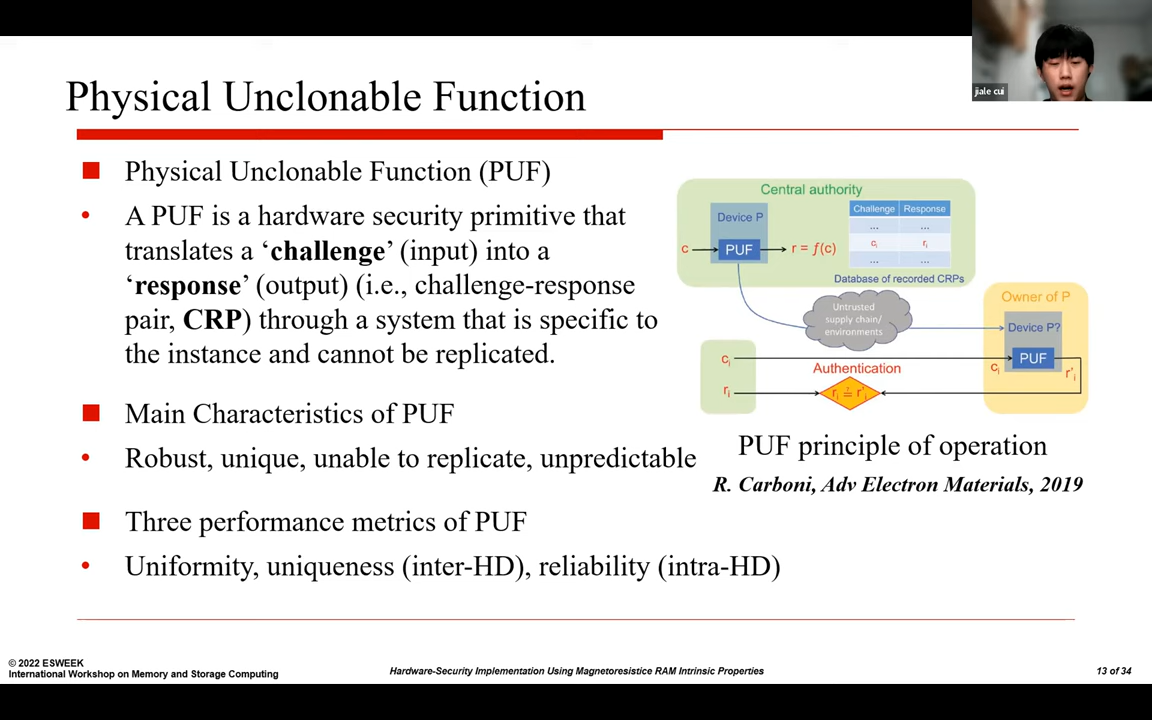 Physical Unclonable Function
jiale cui
Physical Unclonable Function (PUF)
A PUF is a hardware security primitive that
translates a ‘challenge’ (input) into a
‘response’ (output) (i.e., challenge-response
pair, CRP) through a system that is specific to
the instance and cannot be replicated.
Main Characteristics of PUF
Robust, unique, unable to replicate, unpredictable
Three performance metrics of PUF
Uniformity, uniqueness (inter-HD), reliability (intra-HD)
Central authority
Device P
c
PUF
r = f(c)
Challenge Response
... ...
ci ri
... ...
Database of recorded CRPs
Untrusted
supply chain/
environments
Owner of P
Device P?
PUF
ci
r'i
ci
ri
Authentication
ri ≟ r'i
PUF principle of operation
R. Carboni, Adv Electron Materials, 2019
© 2022 ESWEEK
International Workshop on Memory and Storage Computing
Hardware-Security Implementation Using Magnetoresistice RAM Intrinsic Properties
13 of 34